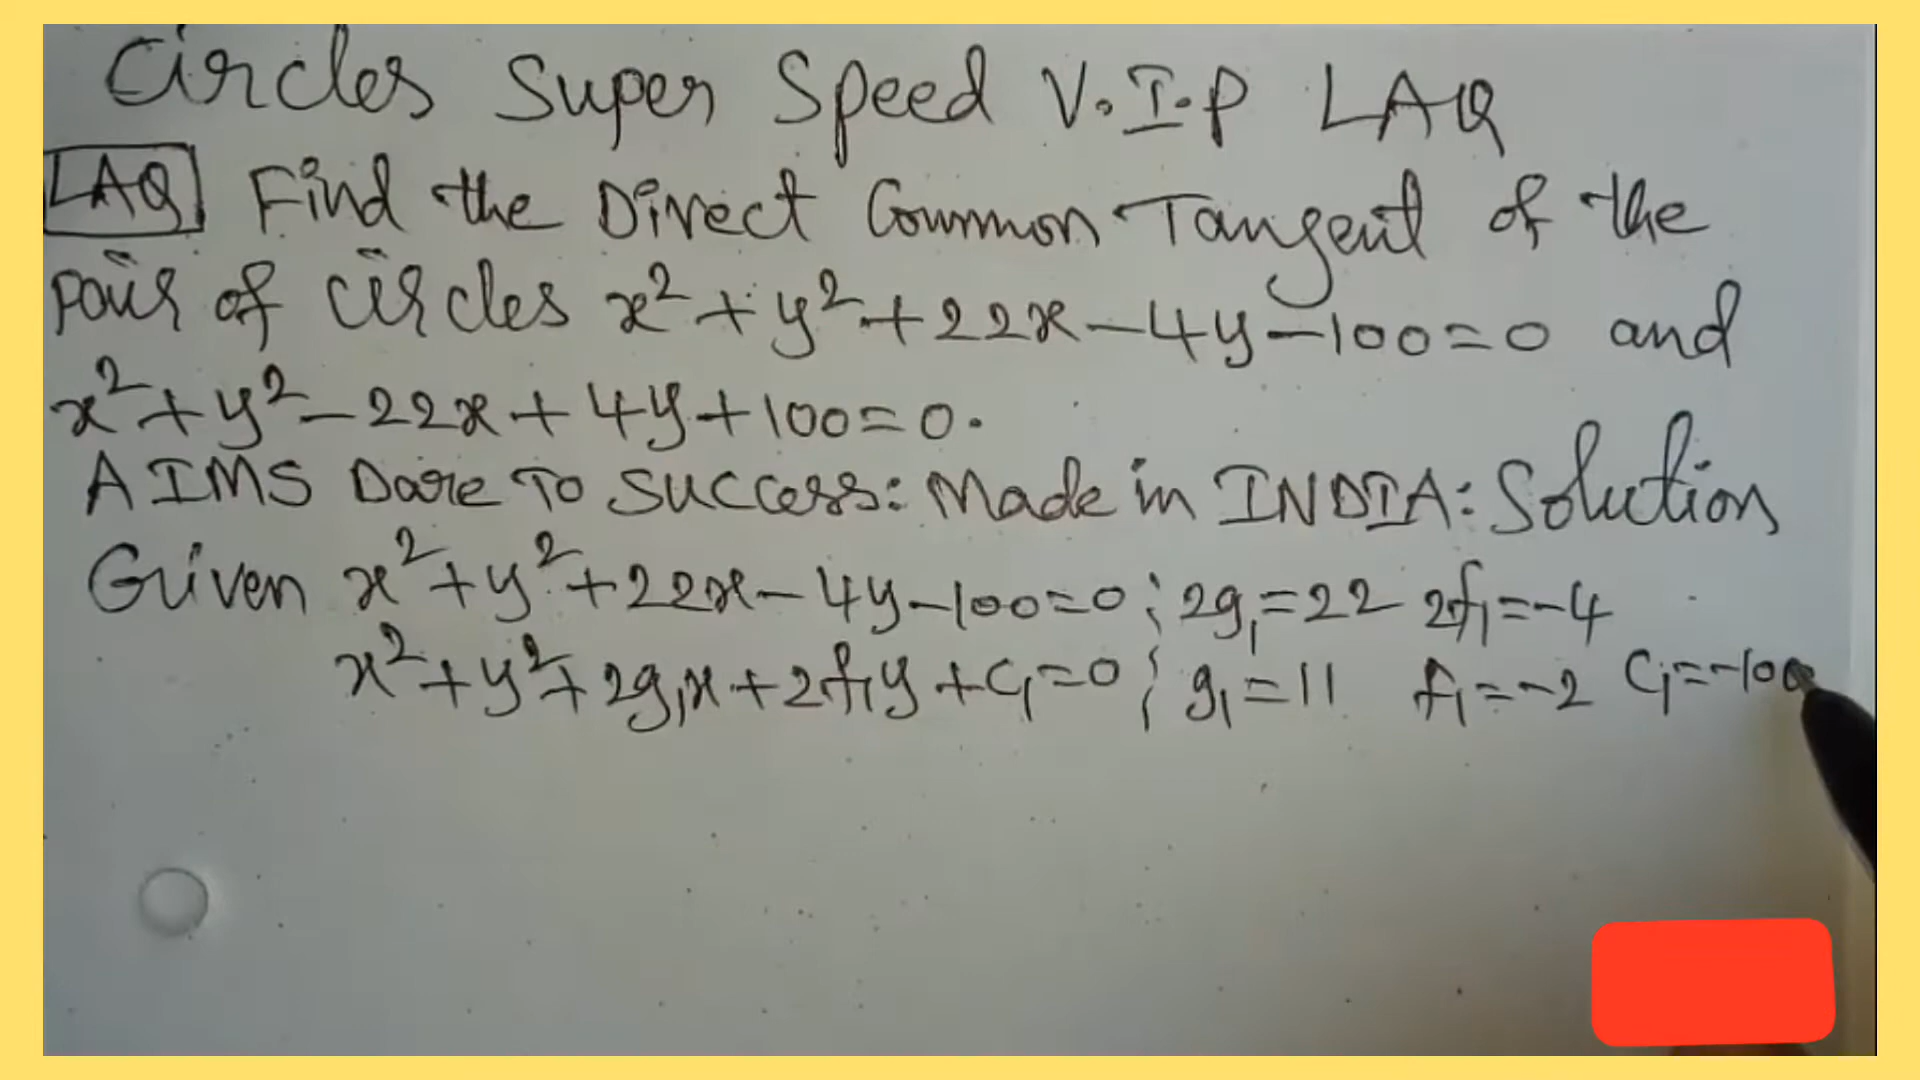 Circles Super Speed V.I.P LAQ
LAQ Find the Direct Common Tangent of the
pair of circles x²+y²+22x-4y-100=0 and
x²+y²-22x+4y+100=0.
AIMS Dare To Success: Made in INDIA: Solution
Given x²+y²+22x-4y-100=0 ; 2g₁=22 2f₁=-4
x²+y²+2g₁x+2f₁y+c₁=0 ; g₁=11 f₁=-2 C₁=-100